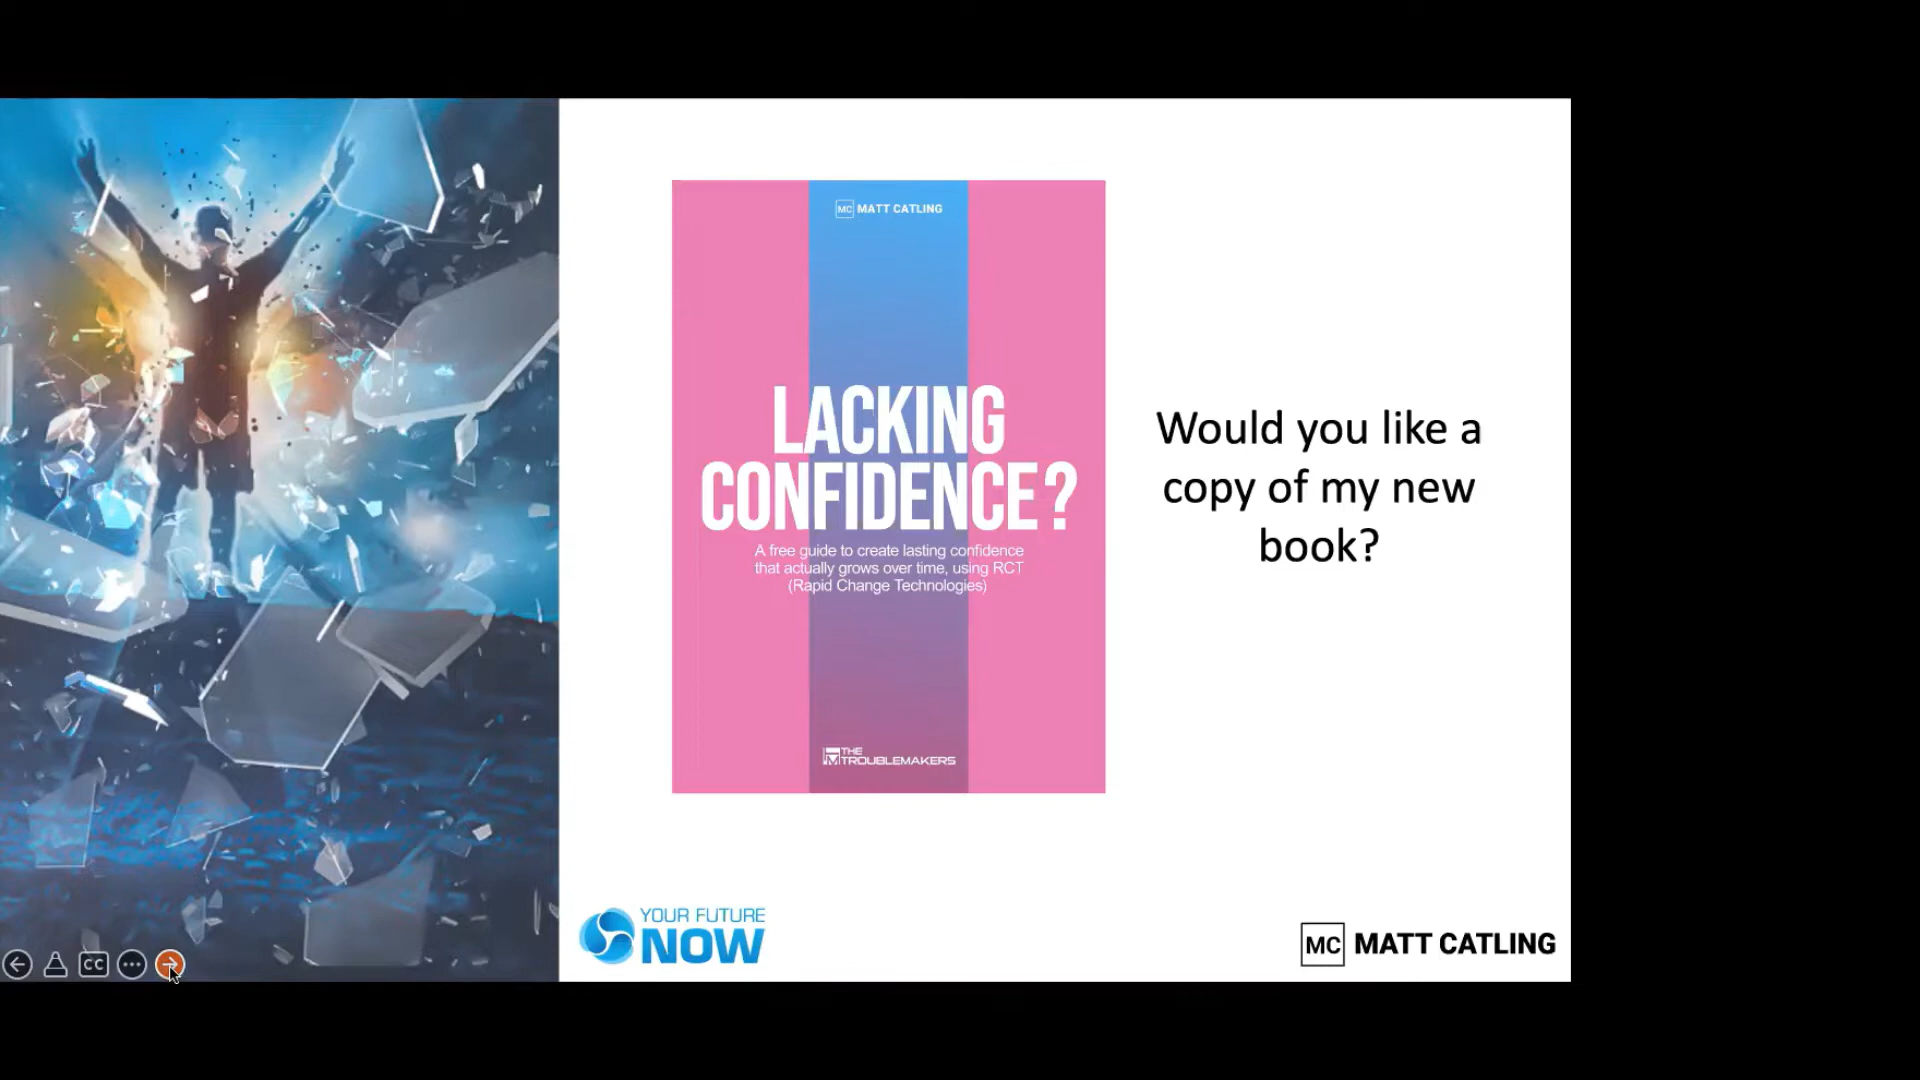 MC MATT CATLING
LACKING
CONFIDENCE?
A free guide to create lasting confidence
that actually grows over time, using RCT
(Rapid Change Technologies)
TM THE
TROUBLEMAKERS
Would you like a
copy of my new
book?
CC
YOUR FUTURE
NOW
MC MATT CATLING